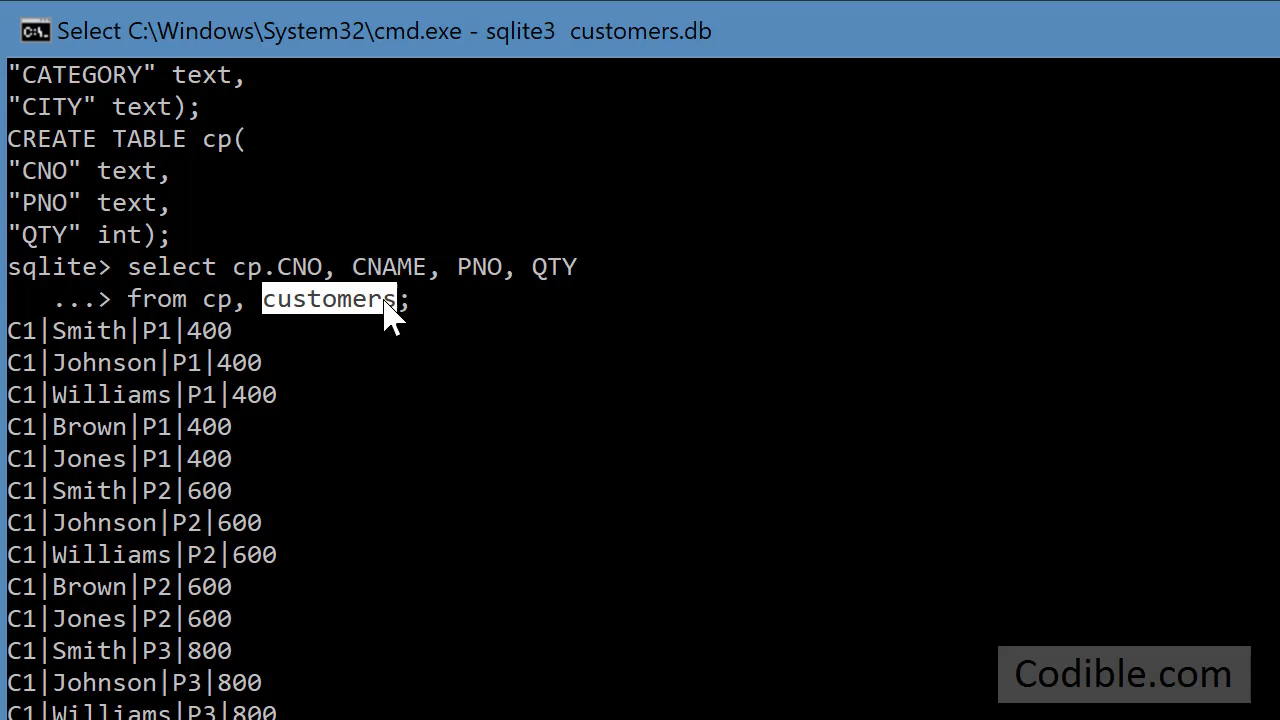 Select C:\Windows\System32\cmd.exe - sqlite3  customers.db
"CATEGORY" text,
"CITY" text);
CREATE TABLE cp(
"CNO" text,
"PNO" text,
"QTY" int);
sqlite> select cp.CNO, CNAME, PNO, QTY
   ...> from cp, customers;
C1|Smith|P1|400
C1|Johnson|P1|400
C1|Williams|P1|400
C1|Brown|P1|400
C1|Jones|P1|400
C1|Smith|P2|600
C1|Johnson|P2|600
C1|Williams|P2|600
C1|Brown|P2|600
C1|Jones|P2|600
C1|Smith|P3|800
C1|Johnson|P3|800
C1|Williams|P3|800
Codible.com